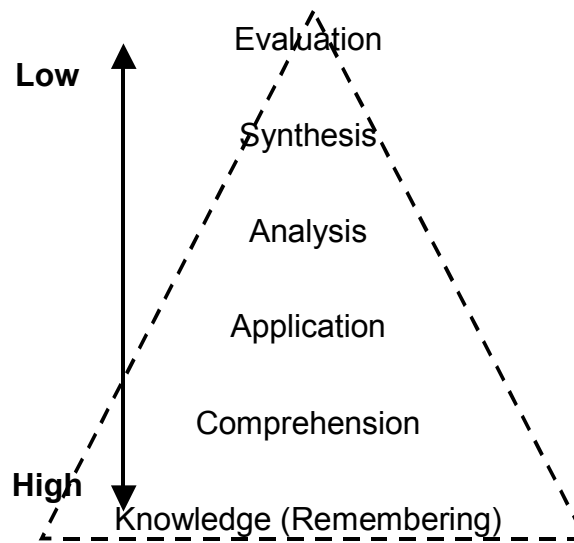 Evaluation
Low
Synthesis
Analysis
Application
Comprehension
High
Knowledge (Remembering)